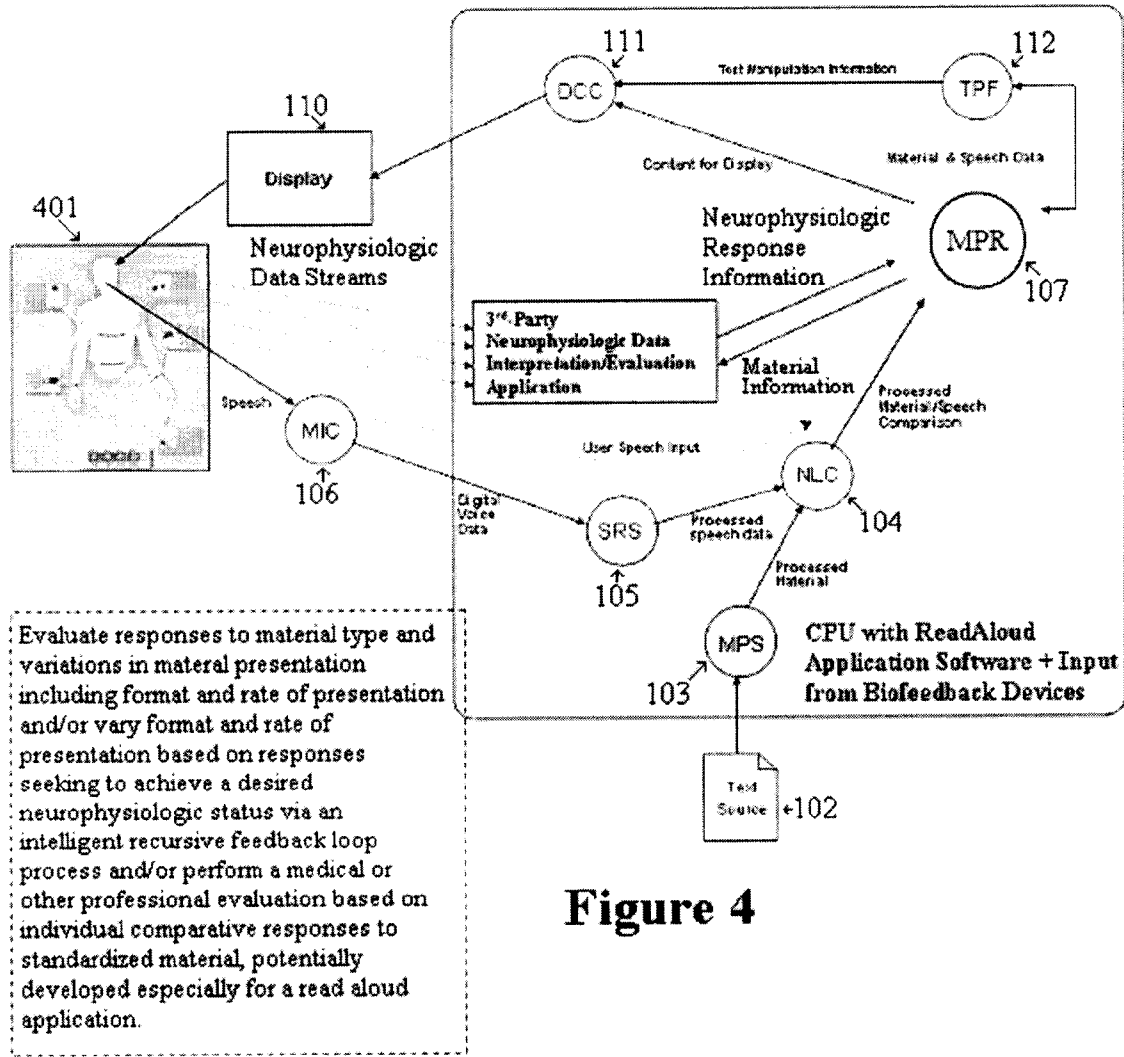 111
112
DCC
Text Manipulation Information
TPF
110
Display
Content for Display
Material & Speech Data
401
Neurophysiologic
Data Streams
Neurophysiologic
Response
Information
MPR
107
3rd-Party
Neurophysiologic Data
Interpretation/Evaluation
Application
Material
Information
Processed
Material/Speech
Comparison
Speech
MIC
106
User Speech Input
NLC
104
Digital
Voice
Data
SRS
105
Processed
speech data
Processed
Material
MPS
103
CPU with ReadAloud
Application Software + Input
from Biofeedback Devices
Text
Source
102
Evaluate responses to material type and
variations in materal presentation
including format and rate of presentation
and/or vary format and rate of
presentation based on responses
seeking to achieve a desired
neurophysiologic status via an
intelligent recursive feedback loop
process and/or perform a medical or
other professional evaluation based on
individual comparative responses to
standardized material, potentially
developed especially for a read aloud
application.
Figure 4